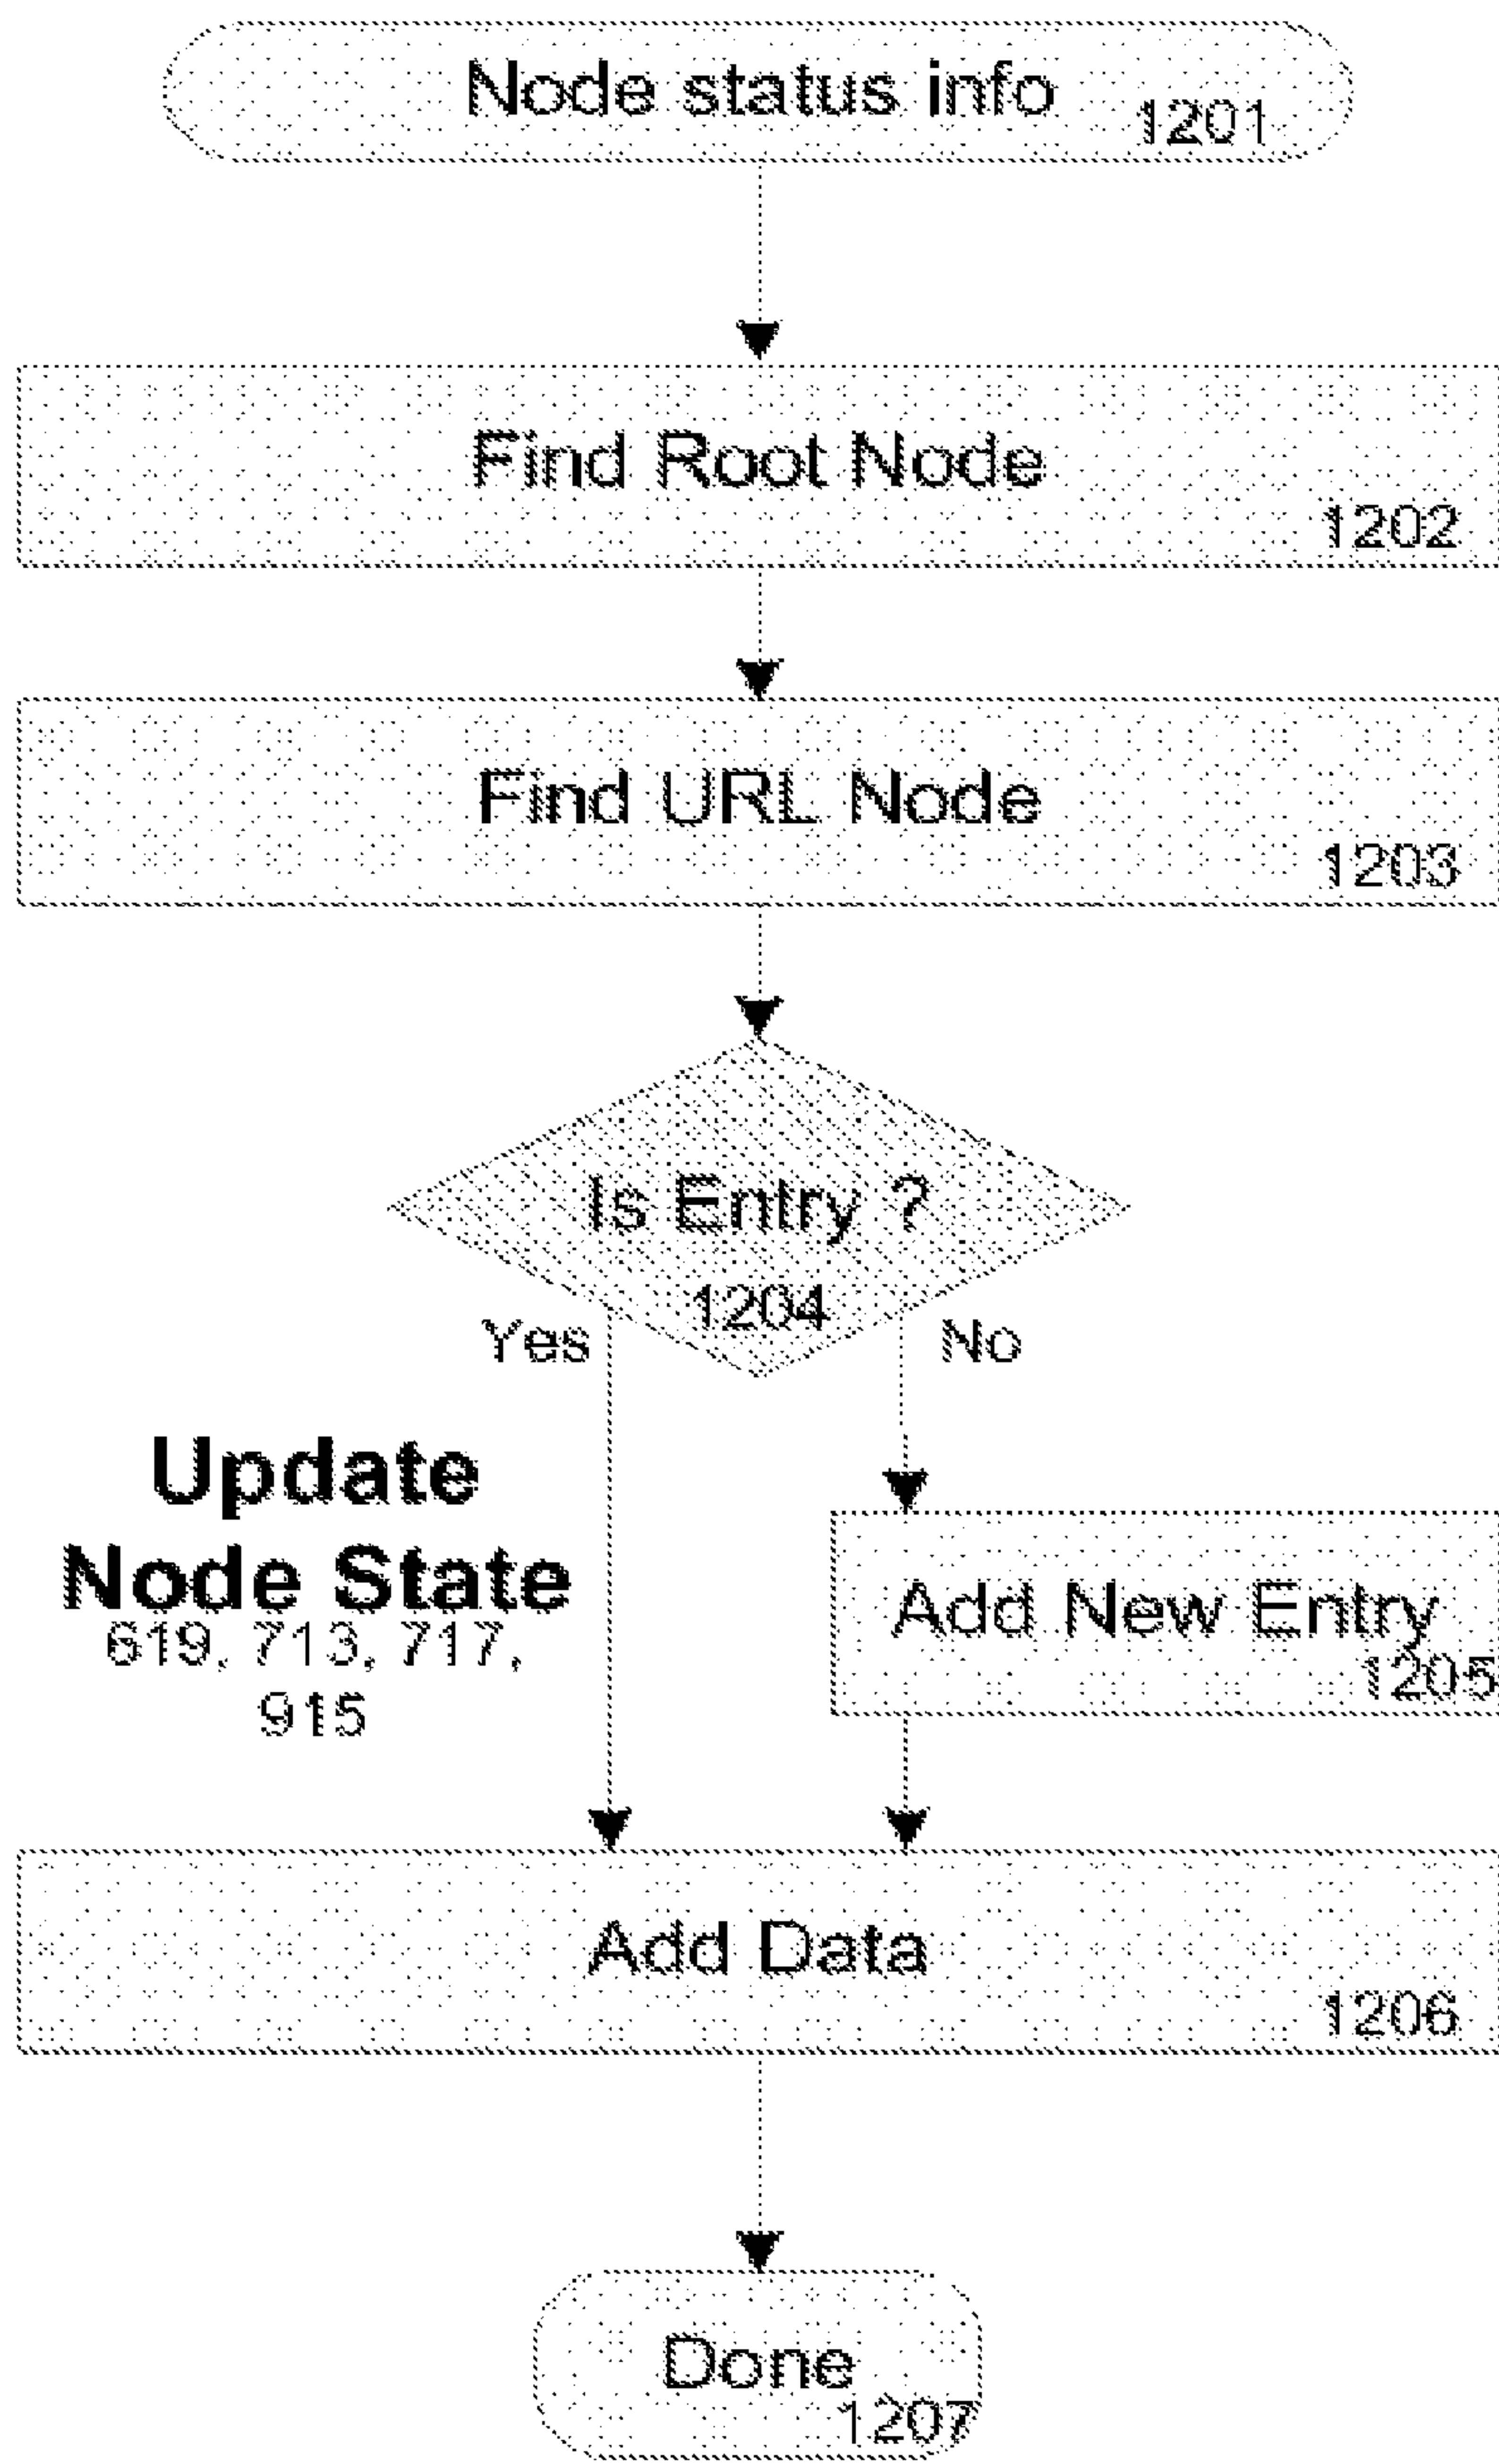 Node status info
1201
Find Root Node
1202
Find URL Node
1203
Is Entry ?
1204
Yes
No
Update
Node State
619, 713, 717,
915
Add New Entry
1205
Add Data
1206
Done
1207